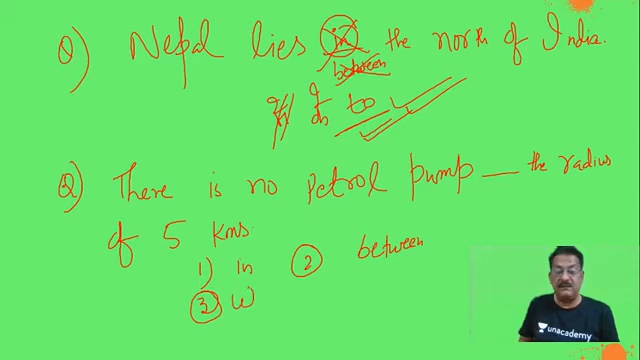 Q) Nepal lies in the north of India.
between
to
Q) There is no Petrol pump __ the radius
of 5 kms.
1) in 2 between
3 w
unacademy